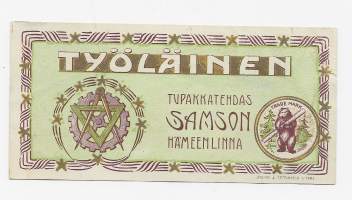 TYÖLÄINEN
TUPAKKATEHDAS
SAMSON
HÄMEENLINNA
TRADE MARK